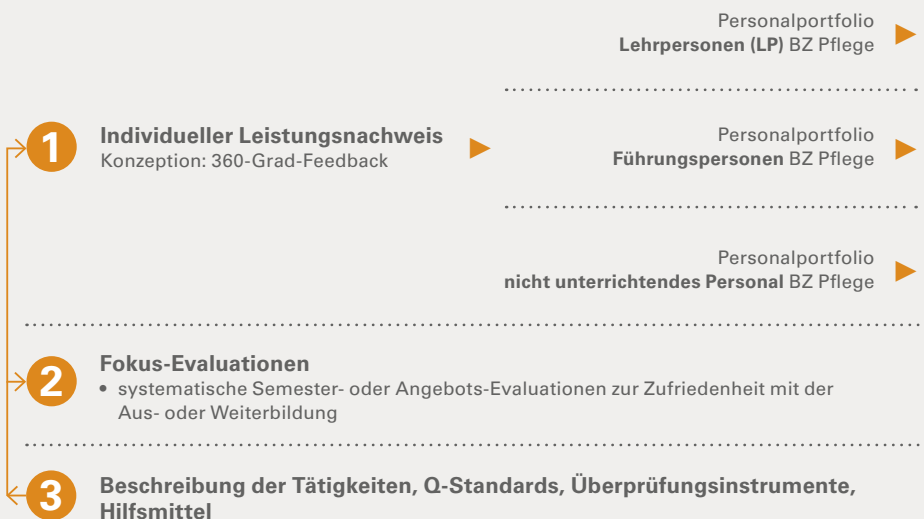 Personalportfolio
Lehrpersonen (LP) BZ Pflege
1
Individueller Leistungsnachweis
Konzeption: 360-Grad-Feedback
Personalportfolio
Führungspersonen BZ Pflege
Personalportfolio
nicht unterrichtendes Personal BZ Pflege
2
Fokus-Evaluationen
• systematische Semester- oder Angebots-Evaluationen zur Zufriedenheit mit der
Aus- oder Weiterbildung
3
Beschreibung der Tätigkeiten, Q-Standards, Überprüfungsinstrumente,
Hilfsmittel